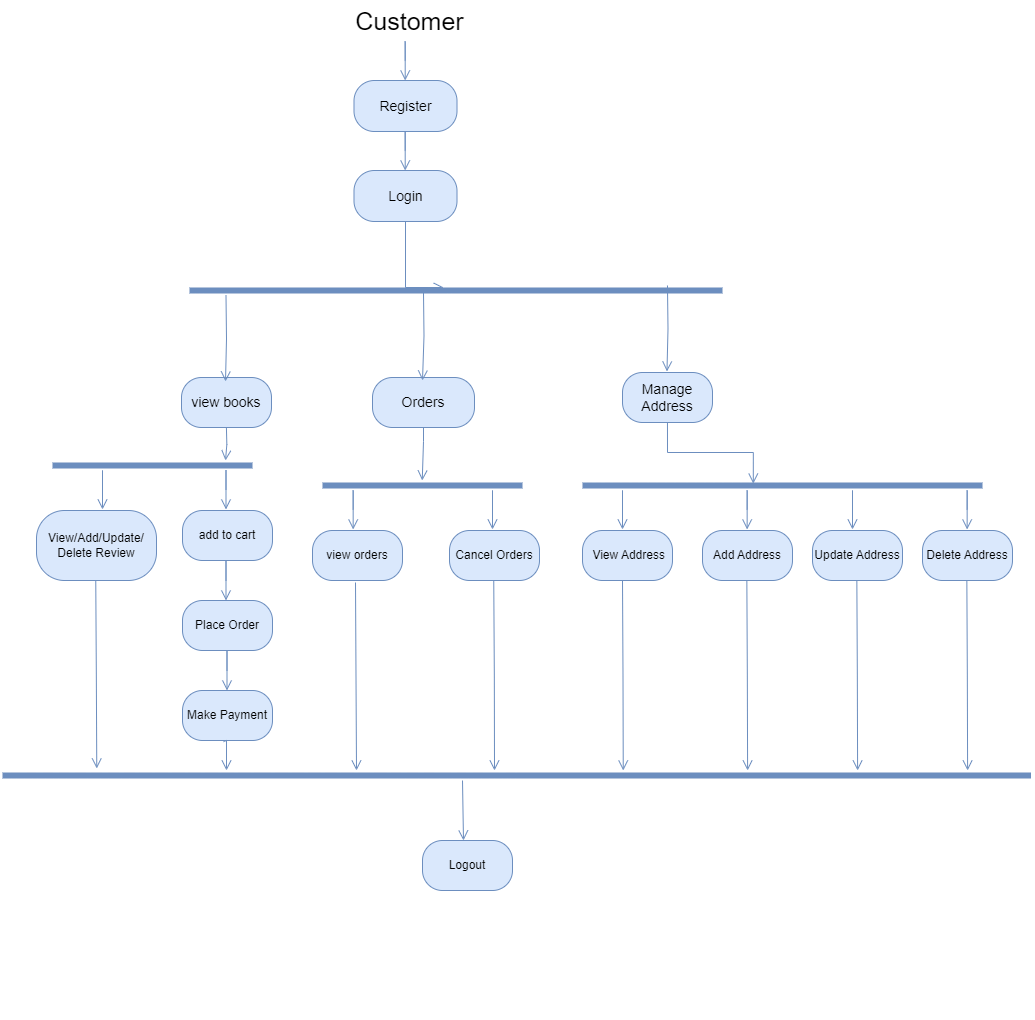 Customer
Register
Login
view books
Orders
Manage
Address
View/Add/Update/
Delete Review
add to cart
view orders
Cancel Orders
View Address
Add Address
Update Address
Delete Address
Place Order
Make Payment
Logout